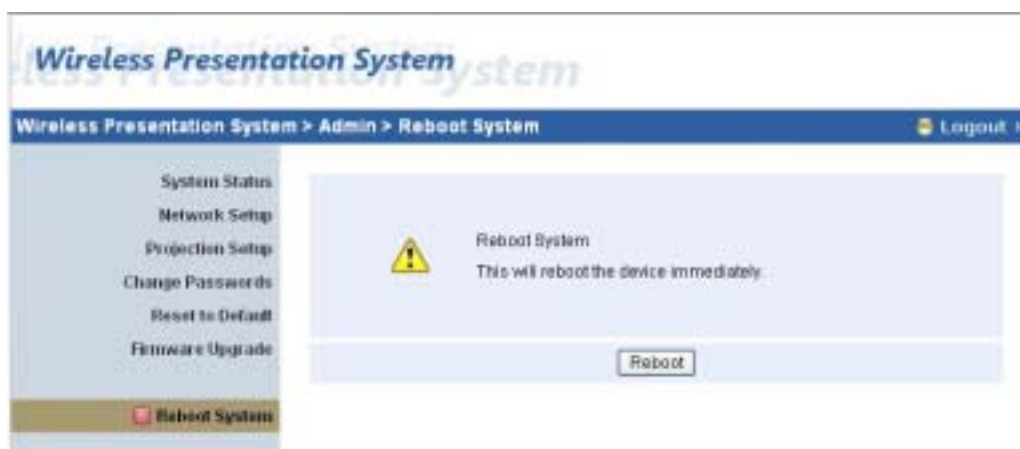 Wireless Presentation System
Wireless Presentation System > Admin > Reboot System
Logout
System Status
Network Setup
Projection Setup
Change Passwords
Reset to Default
Firmware Upgrade
Reboot System
Reboot System
This will reboot the device immediately.
Reboot